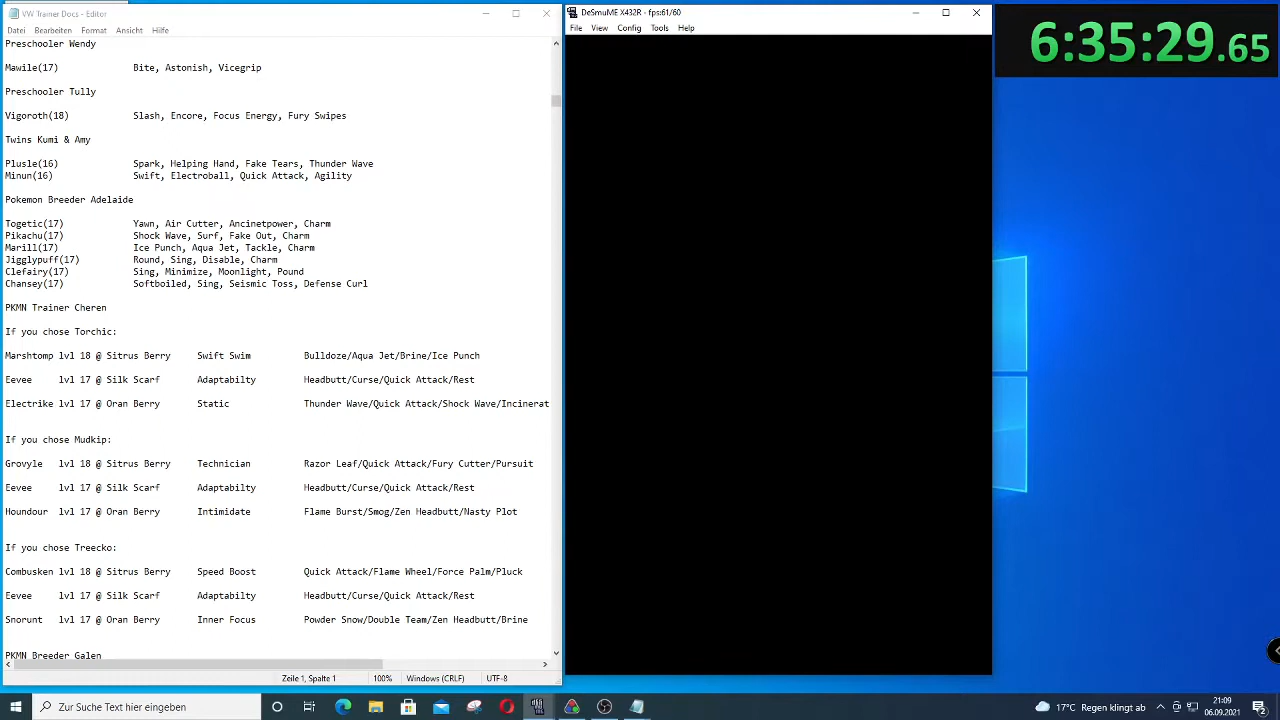 VW Trainer Docs - Editor
Datei Bearbeiten Format Ansicht Hilfe
Preschooler Wendy
Mawile(17) Bite, Astonish, Vicegrip
Preschooler Tully
Vigoroth(18) Slash, Encore, Focus Energy, Fury Swipes
Twins Kumi & Amy
Plusle(16) Spark, Helping Hand, Fake Tears, Thunder Wave
Minun(16) Swift, Electroball, Quick Attack, Agility
Pokemon Breeder Adelaide
Togetic(17) Yawn, Air Cutter, Ancinetpower, Charm
Pikachu(17) Shock Wave, Surf, Fake Out, Charm
Marill(17) Ice Punch, Aqua Jet, Tackle, Charm
Jigglypuff(17) Round, Sing, Disable, Charm
Clefairy(17) Sing, Minimize, Moonlight, Pound
Chansey(17) Softboiled, Sing, Seismic Toss, Defense Curl
PKMN Trainer Cheren
If you chose Torchic:
Marshtomp lvl 18 @ Sitrus Berry Swift Swim Bulldoze/Aqua Jet/Brine/Ice Punch
Eevee lvl 17 @ Silk Scarf Adaptabilty Headbutt/Curse/Quick Attack/Rest
Electrike lvl 17 @ Oran Berry Static Thunder Wave/Quick Attack/Shock Wave/Incinerat
If you chose Mudkip:
Grovyle lvl 18 @ Sitrus Berry Technician Razor Leaf/Quick Attack/Fury Cutter/Pursuit
Eevee lvl 17 @ Silk Scarf Adaptabilty Headbutt/Curse/Quick Attack/Rest
Houndour lvl 17 @ Oran Berry Intimidate Flame Burst/Smog/Zen Headbutt/Nasty Plot
If you chose Treecko:
Combusken lvl 18 @ Sitrus Berry Speed Boost Quick Attack/Flame Wheel/Force Palm/Pluck
Eevee lvl 17 @ Silk Scarf Adaptabilty Headbutt/Curse/Quick Attack/Rest
Snorunt lvl 17 @ Oran Berry Inner Focus Powder Snow/Double Team/Zen Headbutt/Brine
PKMN Breeder Galen
Zeile 1, Spalte 1 100% Windows (CRLF) UTF-8
DeSmuME X432R - fps:61/60
File View Config Tools Help
6:35:29.65
Zur Suche Text hier eingeben
17°C Regen klingt ab
21:09
06.09.2021
2